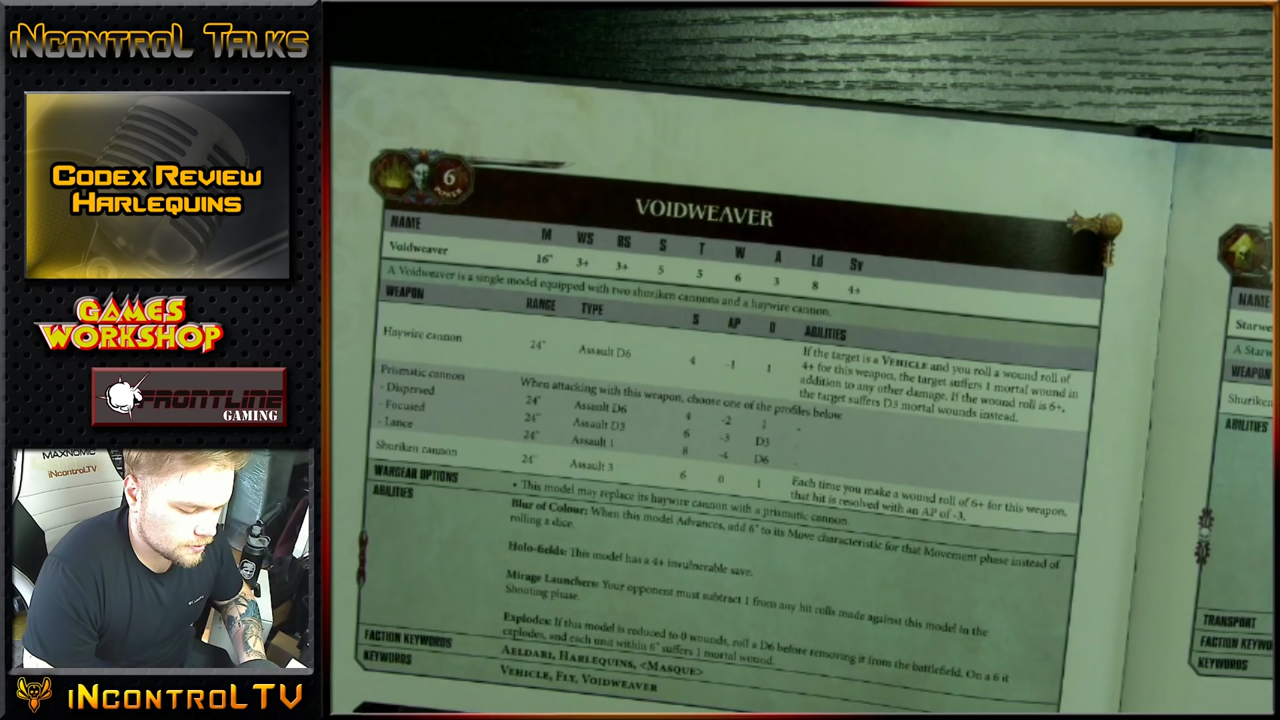 iNcontroL Talks
Codex Review
Harlequins
GAMES
WORKSHOP
FRONTLINE
GAMING
MAXNOMIC
iNcontroLTV
iNcontroLTV
6
POWER
VOIDWEAVER
NAME M WS BS S T W A Ld Sv
Voidweaver 16" 3+ 3+ 5 5 6 3 8 4+
A Voidweaver is a single model equipped with two shuriken cannons and a haywire cannon.
WEAPON RANGE TYPE S AP D ABILITIES
Haywire cannon 24" Assault D6 4 -1 1 If the target is a VEHICLE and you roll a wound roll of
4+ for this weapon, the target suffers 1 mortal wound in
addition to any other damage. If the wound roll is 6+,
the target suffers D3 mortal wounds instead.
Prismatic cannon When attacking with this weapon, choose one of the profiles below.
- Dispersed 24" Assault D6 4 -2 1 -
- Focused 24" Assault D3 6 -3 D3
- Lance 24" Assault 1 8 -4 D6
Shuriken cannon 24" Assault 3 6 0 1 Each time you make a wound roll of 6+ for this weapon,
that hit is resolved with an AP of -3.
WARGEAR OPTIONS • This model may replace its haywire cannon with a prismatic cannon.
ABILITIES Blur of Colour: When this model Advances, add 6" to its Move characteristic for that Movement phase instead of
rolling a dice.
Holo-fields: This model has a 4+ invulnerable save.
Mirage Launchers: Your opponent must subtract 1 from any hit rolls made against this model in the
Shooting phase.
Explodes: If this model is reduced to 0 wounds, roll a D6 before removing it from the battlefield. On a 6 it
explodes, and each unit within 6" suffers 1 mortal wound.
FACTION KEYWORDS AELDARI, HARLEQUINS, <MASQUE>
KEYWORDS VEHICLE, FLY, VOIDWEAVER
NAME
Starwe
A Starw
WEAPON
Shuriken
ABILITIES
TRANSPORT
FACTION KEYW
KEYWORDS